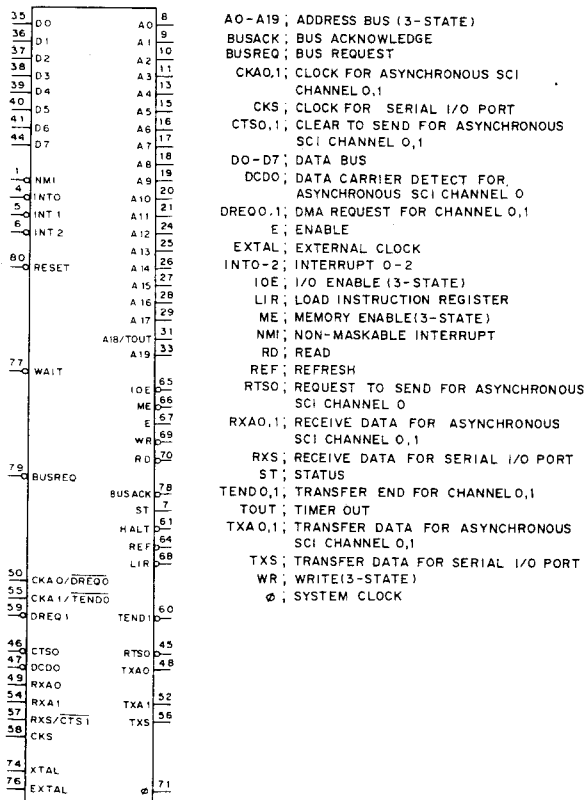 35 D0
36 D1
37 D2
38 D3
39 D4
40 D5
41 D6
44 D7
1 NMI
4 INT0
5 INT1
6 INT2
80 RESET
77 WAIT
79 BUSREQ
50 CKA0/DREQ0
55 CKA1/TEND0
59 DREQ1
46 CTS0
47 DCD0
49 RXA0
54 RXA1
57 RXS/CTS1
58 CKS
74 XTAL
76 EXTAL
A0 8
A1 9
A2 10
A3 11
A4 13
A5 15
A6 16
A7 17
A8 18
A9 19
A10 20
A11 21
A12 24
A13 25
A14 26
A15 27
A16 28
A17 29
A18/TOUT 31
A19 33
IOE 65
ME 66
E 67
WR 69
RD 70
BUSACK 78
ST 7
HALT 61
REF 64
LIR 68
TEND1 60
RTS0 45
TXA0 48
TXA1 52
TXS 56
ø 71
A0-A19; ADDRESS BUS (3-STATE)
BUSACK; BUS ACKNOWLEDGE
BUSREQ; BUS REQUEST
CKA0,1; CLOCK FOR ASYNCHRONOUS SCI
CHANNEL 0,1
CKS; CLOCK FOR SERIAL I/O PORT
CTS0,1; CLEAR TO SEND FOR ASYNCHRONOUS
SCI CHANNEL 0,1
D0-D7; DATA BUS
DCD0; DATA CARRIER DETECT FOR
ASYNCHRONOUS SCI CHANNEL 0
DREQ0,1; DMA REQUEST FOR CHANNEL 0,1
E; ENABLE
EXTAL; EXTERNAL CLOCK
INT0-2; INTERRUPT 0-2
IOE; I/O ENABLE (3-STATE)
LIR; LOAD INSTRUCTION REGISTER
ME; MEMORY ENABLE(3-STATE)
NMI; NON-MASKABLE INTERRUPT
RD; READ
REF; REFRESH
RTS0; REQUEST TO SEND FOR ASYNCHRONOUS
SCI CHANNEL 0
RXA0,1; RECEIVE DATA FOR ASYNCHRONOUS
SCI CHANNEL 0,1
RXS; RECEIVE DATA FOR SERIAL I/O PORT
ST; STATUS
TEND0,1; TRANSFER END FOR CHANNEL 0,1
TOUT; TIMER OUT
TXA0,1; TRANSFER DATA FOR ASYNCHRONOUS
SCI CHANNEL 0,1
TXS; TRANSFER DATA FOR SERIAL I/O PORT
WR; WRITE(3-STATE)
ø; SYSTEM CLOCK